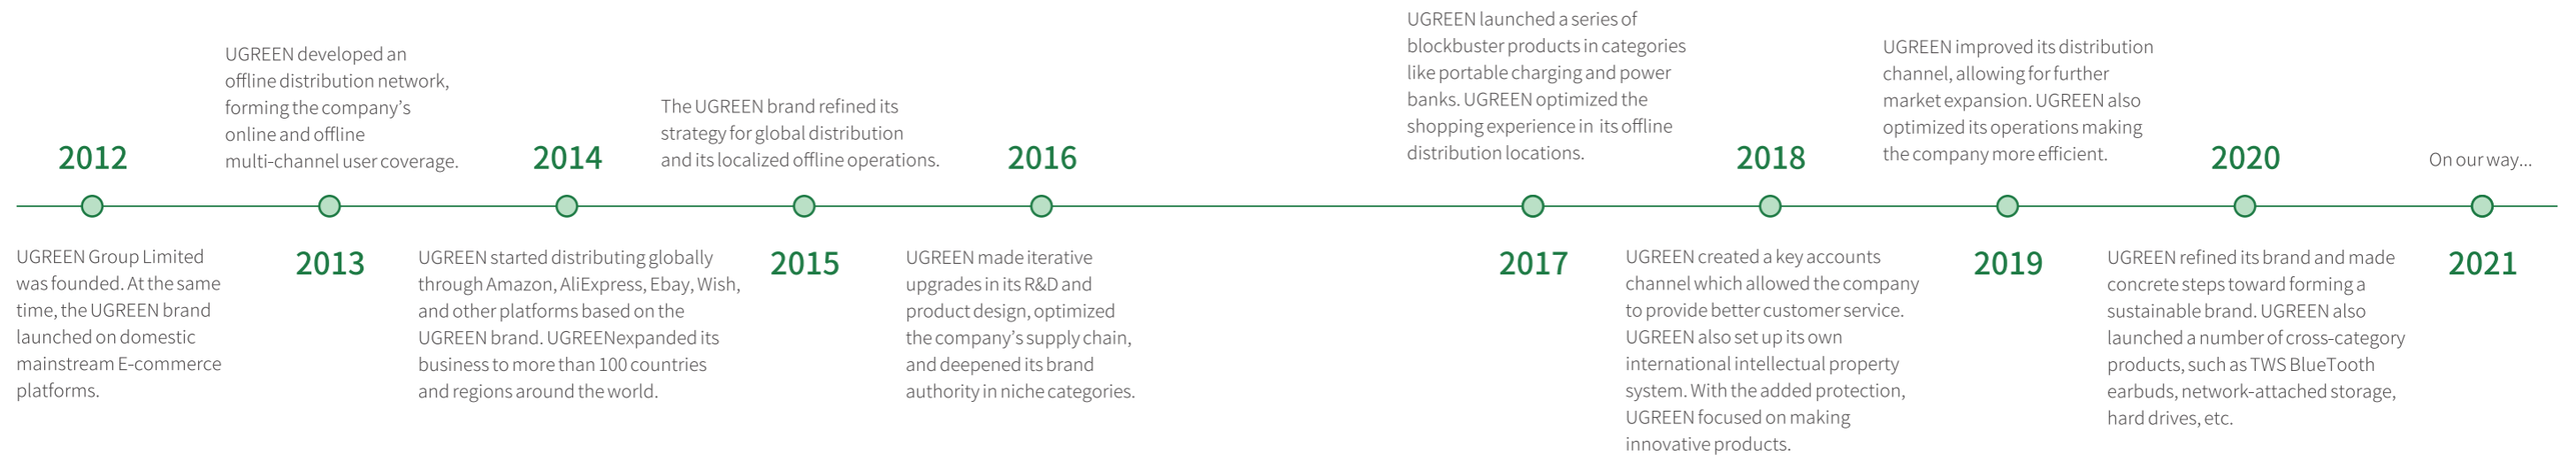 2012
UGREEN Group Limited
was founded. At the same
time, the UGREEN brand
launched on domestic
mainstream E-commerce
platforms.
UGREEN developed an
offline distribution network,
forming the company's
online and offline
multi-channel user coverage.
2013
2014
UGREEN started distributing globally
through Amazon, AliExpress, Ebay, Wish,
and other platforms based on the
UGREEN brand. UGREENexpanded its
business to more than 100 countries
and regions around the world.
The UGREEN brand refined its
strategy for global distribution
and its localized offline operations.
2015
2016
UGREEN made iterative
upgrades in its R&D and
product design, optimized
the company's supply chain,
and deepened its brand
authority in niche categories.
UGREEN launched a series of
blockbuster products in categories
like portable charging and power
banks. UGREEN optimized the
shopping experience in its offline
distribution locations.
2017
2018
UGREEN created a key accounts
channel which allowed the company
to provide better customer service.
UGREEN also set up its own
international intellectual property
system. With the added protection,
UGREEN focused on making
innovative products.
UGREEN improved its distribution
channel, allowing for further
market expansion. UGREEN also
optimized its operations making
the company more efficient.
2019
2020
UGREEN refined its brand and made
concrete steps toward forming a
sustainable brand. UGREEN also
launched a number of cross-category
products, such as TWS BlueTooth
earbuds, network-attached storage,
hard drives, etc.
On our way...
2021